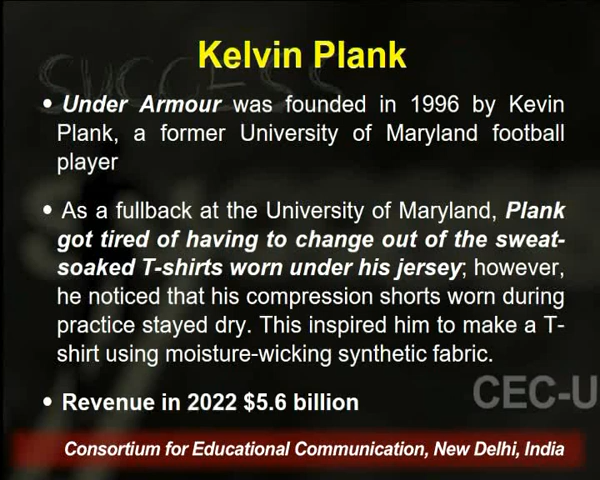 SUCCESS
Kelvin Plank
• Under Armour was founded in 1996 by Kevin
Plank, a former University of Maryland football
player
• As a fullback at the University of Maryland, Plank
got tired of having to change out of the sweat-
soaked T-shirts worn under his jersey; however,
he noticed that his compression shorts worn during
practice stayed dry. This inspired him to make a T-
shirt using moisture-wicking synthetic fabric.
• Revenue in 2022 $5.6 billion
CEC-U
Consortium for Educational Communication, New Delhi, India